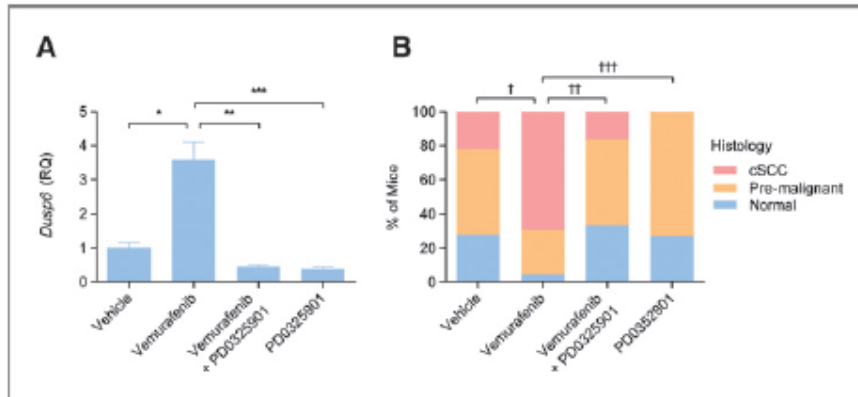 A
B
†††
***
†
††
*
**
5
4
3
2
1
0
Dusp6 (RQ)
Vehicle
Vemurafenib
Vemurafenib
+ PD0325901
PD0325901
100
80
60
40
20
0
% of Mice
Vehicle
Vemurafenib
Vemurafenib
+ PD0325901
PD0352901
Histology
cSCC
Pre-malignant
Normal